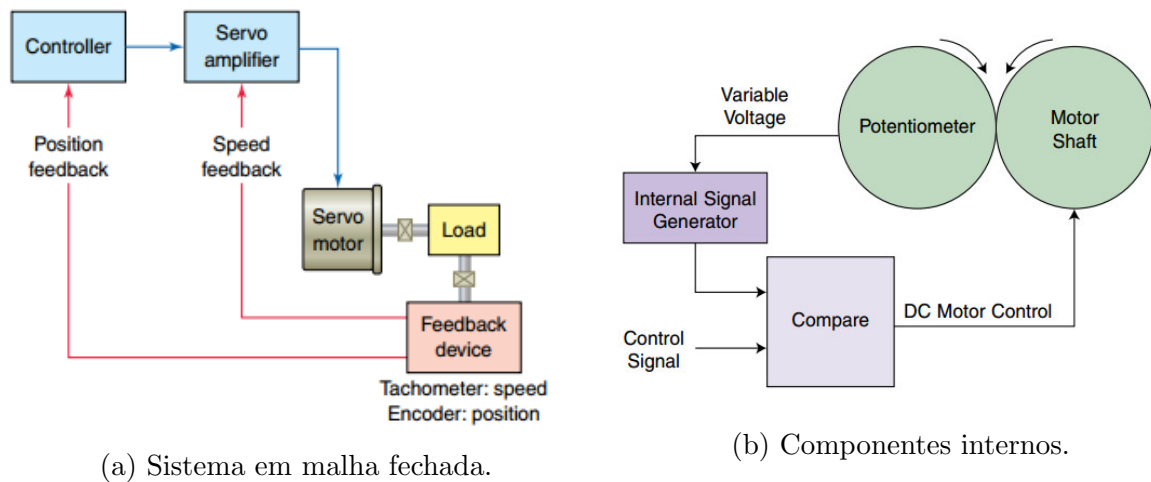 Controller
Servo
amplifier
Position
feedback
Speed
feedback
Servo
motor
Load
Feedback
device
Tachometer: speed
Encoder: position
(a) Sistema em malha fechada.
Variable
Voltage
Potentiometer
Motor
Shaft
Internal Signal
Generator
Compare
DC Motor Control
Control
Signal
(b) Componentes internos.